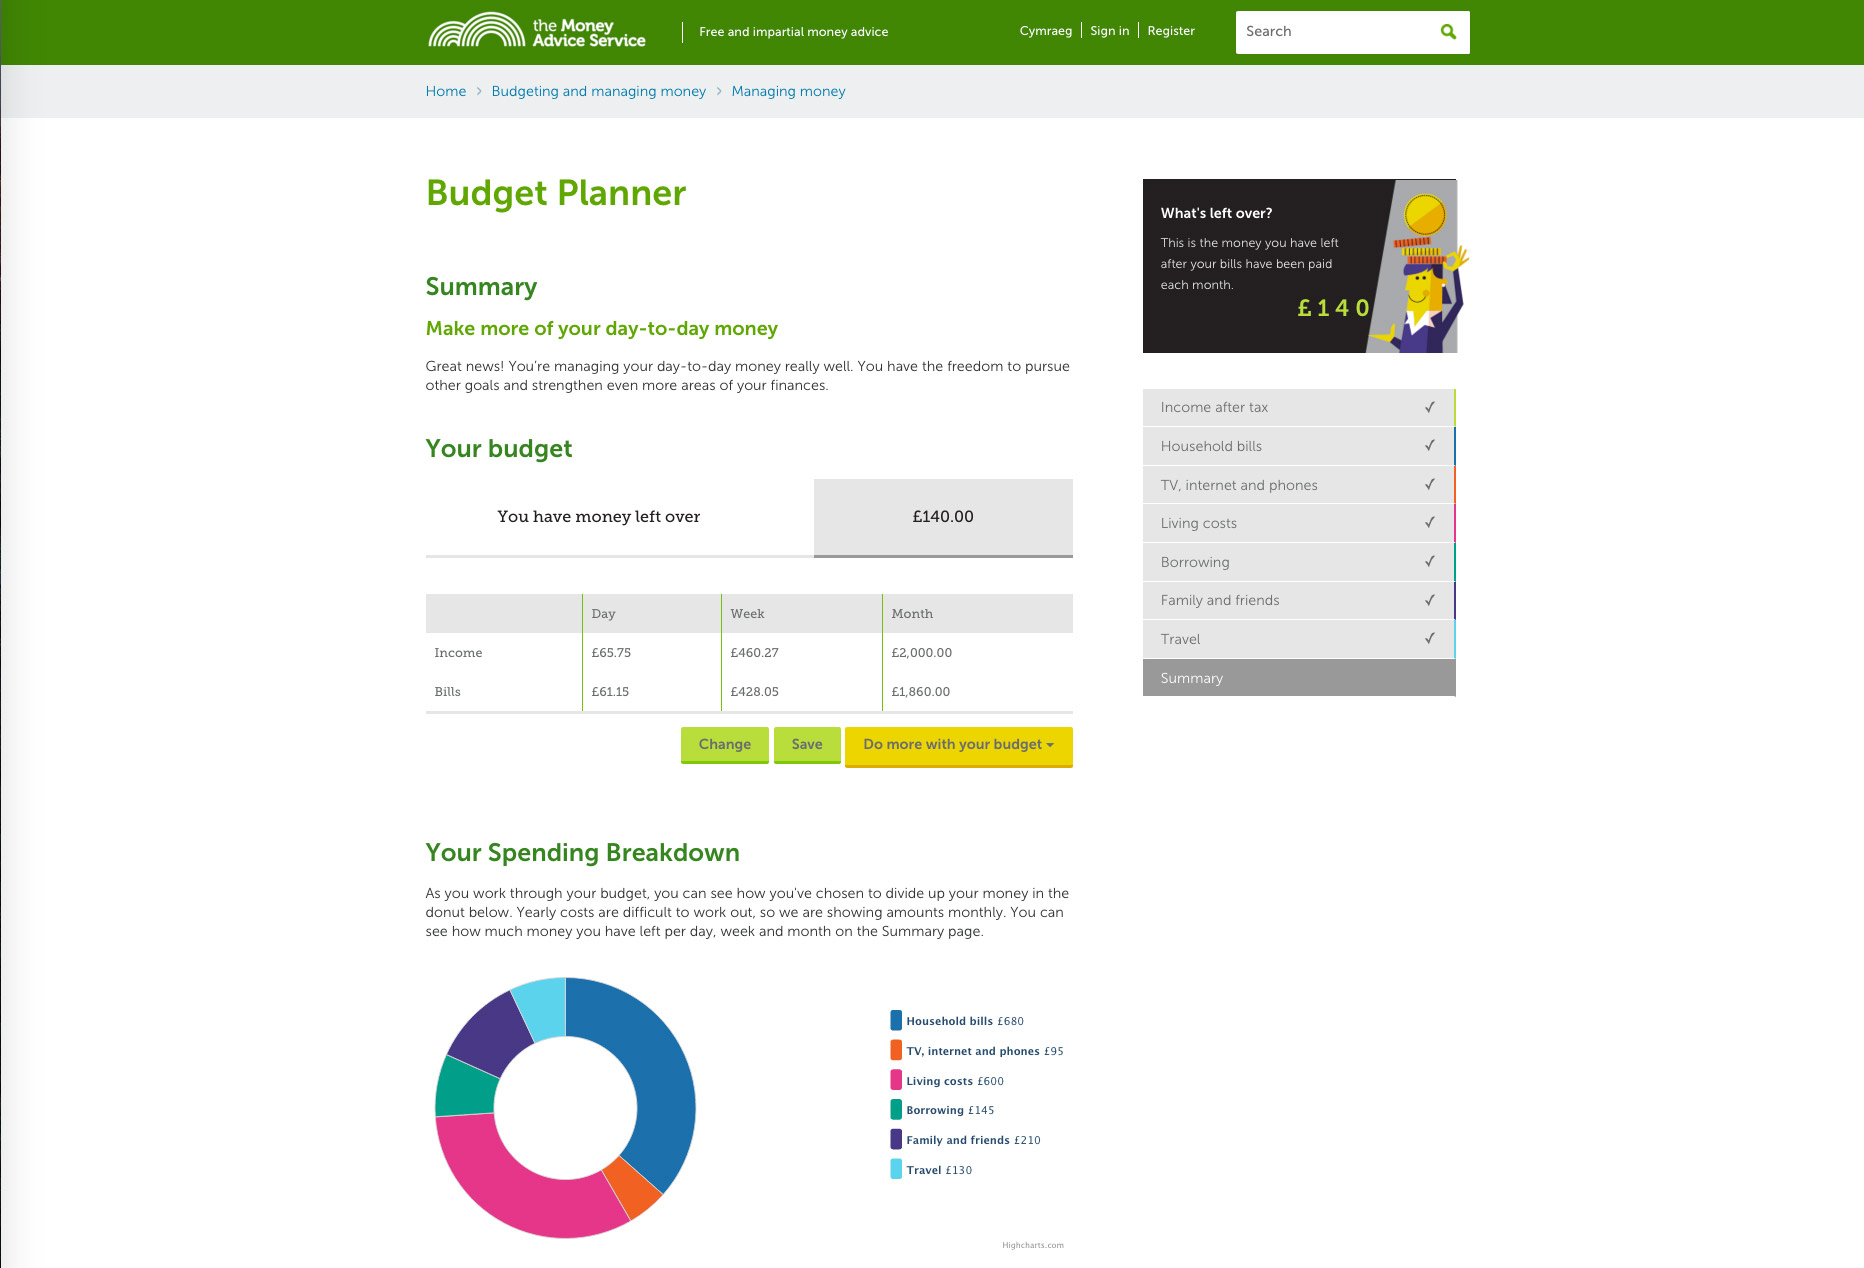 the Money
Advice Service
Free and impartial money advice
Cymraeg
Sign in
Register
Search
Home
Budgeting and managing money
Managing money
Budget Planner
Summary
Make more of your day-to-day money
Great news! You're managing your day-to-day money really well. You have the freedom to pursue
other goals and strengthen even more areas of your finances.
Your budget
You have money left over £140.00
Day Week Month
Income £65.75 £460.27 £2,000.00
Bills £61.15 £428.05 £1,860.00
Change
Save
Do more with your budget
Your Spending Breakdown
As you work through your budget, you can see how you've chosen to divide up your money in the
donut below. Yearly costs are difficult to work out, so we are showing amounts monthly. You can
see how much money you have left per day, week and month on the Summary page.
Household bills £680
TV, internet and phones £95
Living costs £600
Borrowing £145
Family and friends £210
Travel £130
Highcharts.com
What's left over?
This is the money you have left
after your bills have been paid
each month.
£140
Income after tax
Household bills
TV, internet and phones
Living costs
Borrowing
Family and friends
Travel
Summary